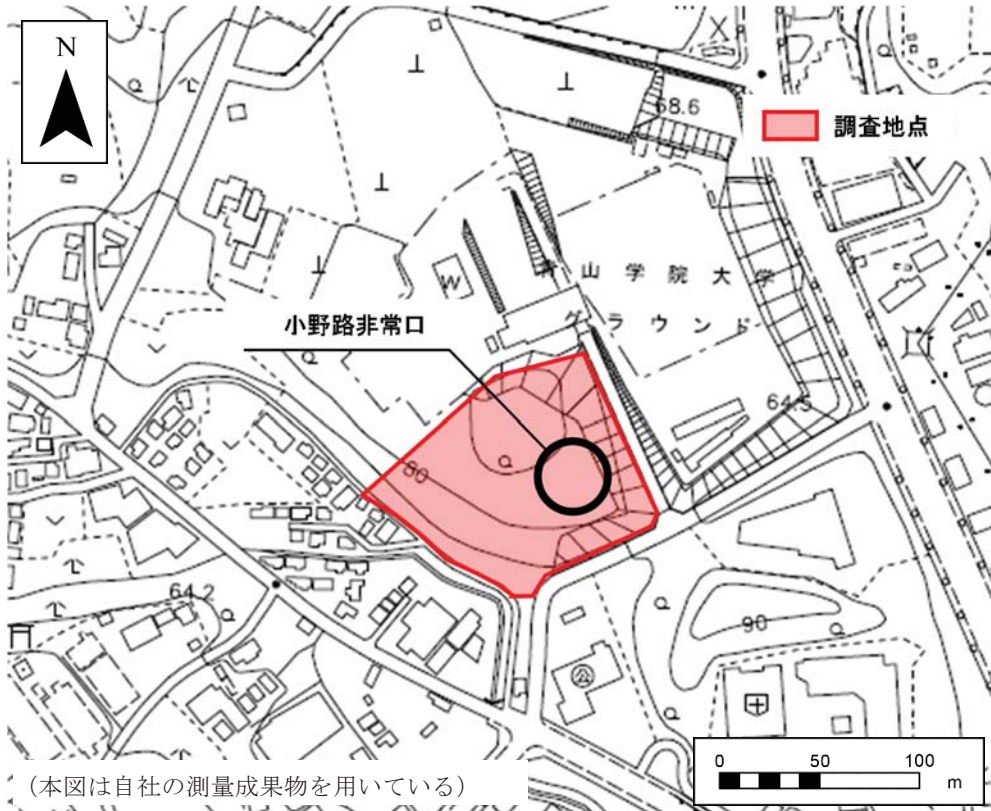 N
68.6
調査地点
W
青山学院大学
グラウンド
小野路非常口
64.5
80
64.2
90
公
0 50 100
m
(本図は自社の測量成果物を用いている)